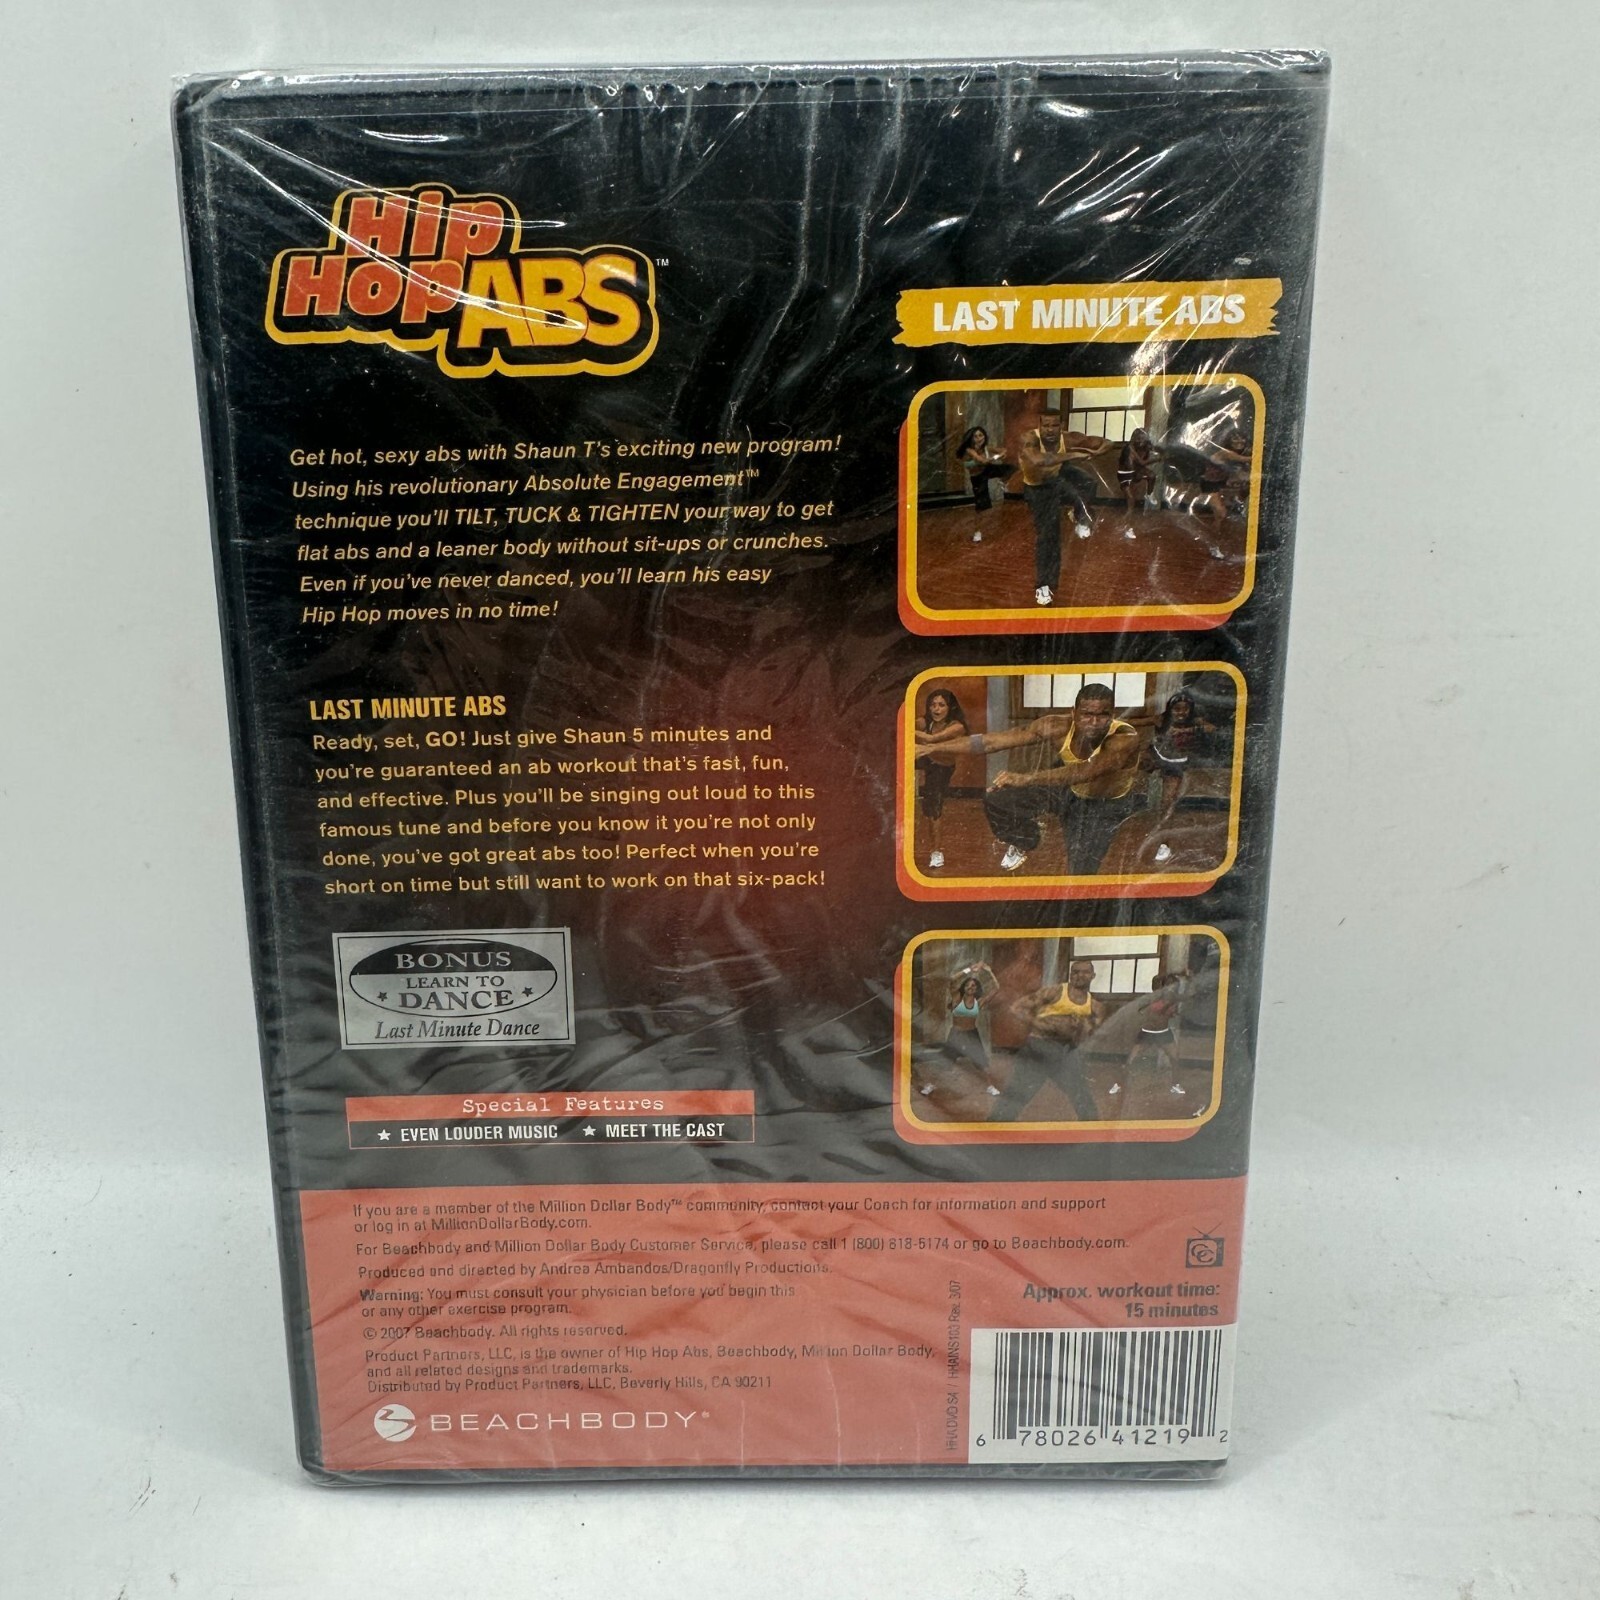 Hip
Hop ABS™
LAST MINUTE ABS
Get hot, sexy abs with Shaun T's exciting new program!
Using his revolutionary Absolute Engagement™
technique you'll TILT, TUCK & TIGHTEN your way to get
flat abs and a leaner body without sit-ups or crunches.
Even if you've never danced, you'll learn his easy
Hip Hop moves in no time!
LAST MINUTE ABS
Ready, set, GO! Just give Shaun 5 minutes and
you're guaranteed an ab workout that's fast, fun,
and effective. Plus you'll be singing out loud to this
famous tune and before you know it you're not only
done, you've got great abs too! Perfect when you're
short on time but still want to work on that six-pack!
BONUS
LEARN TO
★ DANCE ★
Last Minute Dance
Special Features
★ EVEN LOUDER MUSIC ★ MEET THE CAST
If you are a member of the Million Dollar Body™ community, contact your Coach for information and support
or log in at MillionDollarBody.com.
For Beachbody and Million Dollar Body Customer Service, please call 1 (800) 818-5174 or go to Beachbody.com.
Produced and directed by Andrea Ambandos/Dragonfly Productions.
Warning: You must consult your physician before you begin this
or any other exercise program.
© 2007 Beachbody. All rights reserved.
Product Partners, LLC, is the owner of Hip Hop Abs, Beachbody, Million Dollar Body,
and all related designs and trademarks.
Distributed by Product Partners, LLC, Beverly Hills, CA 90211
BEACHBODY®
CC
Approx. workout time:
15 minutes
HHA DVD S4 / HHAINS103 Rev. 3/07
6 78026 41219 2